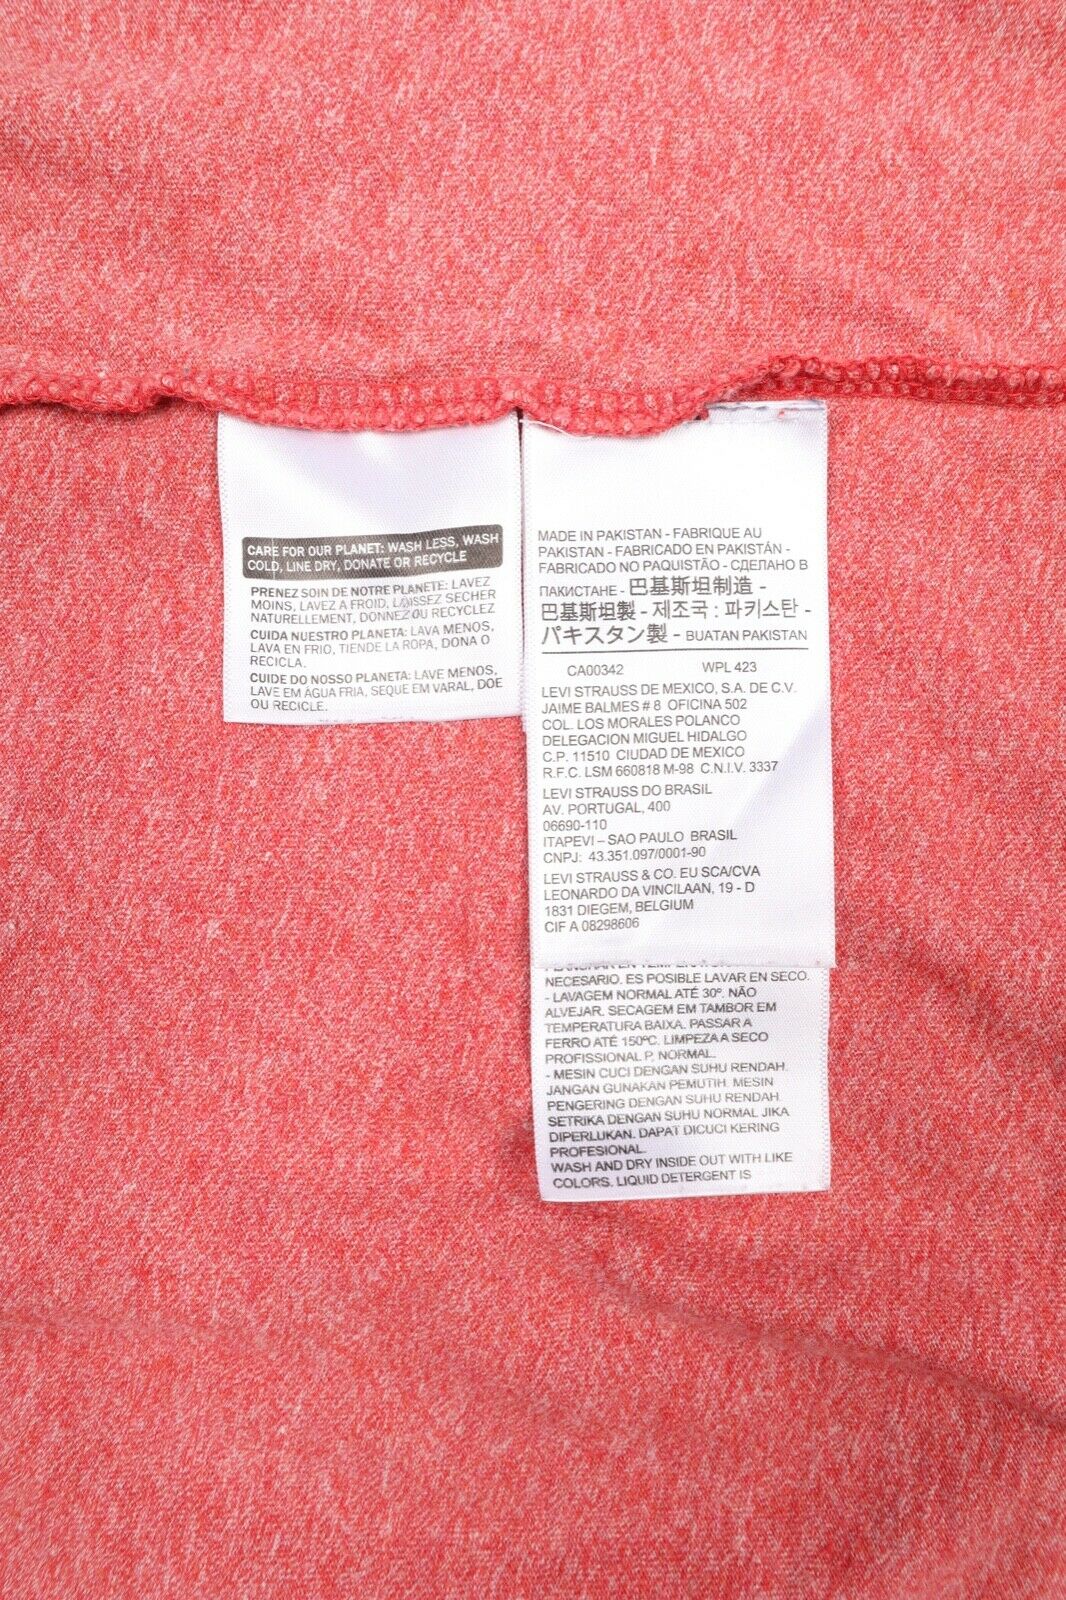 CARE FOR OUR PLANET: WASH LESS, WASH
COLD, LINE DRY, DONATE OR RECYCLE
PRENEZ SOIN DE NOTRE PLANETE: LAVEZ
MOINS, LAVEZ A FROID, LAISSEZ SECHER
NATURELLEMENT, DONNEZ OU RECYCLEZ
CUIDA NUESTRO PLANETA: LAVA MENOS,
LAVA EN FRIO, TIENDE LA ROPA, DONA O
RECICLA.
CUIDE DO NOSSO PLANETA: LAVE MENOS,
LAVE EM ÁGUA FRIA, SEQUE EM VARAL, DOE
OU RECICLE.
MADE IN PAKISTAN - FABRIQUE AU
PAKISTAN - FABRICADO EN PAKISTÁN -
FABRICADO NO PAQUISTÃO - СДЕЛАНО В
ПАКИСТАНЕ - 巴基斯坦制造 -
巴基斯坦製 - 제조국 : 파키스탄 -
パキスタン製 - BUATAN PAKISTAN
CA00342 WPL 423
LEVI STRAUSS DE MEXICO, S.A. DE C.V.
JAIME BALMES # 8 OFICINA 502
COL. LOS MORALES POLANCO
DELEGACION MIGUEL HIDALGO
C.P. 11510 CIUDAD DE MEXICO
R.F.C. LSM 660818 M-98 C.N.I.V. 3337
LEVI STRAUSS DO BRASIL
AV. PORTUGAL, 400
06690-110
ITAPEVI – SAO PAULO BRASIL
CNPJ: 43.351.097/0001-90
LEVI STRAUSS & CO. EU SCA/CVA
LEONARDO DA VINCILAAN, 19 - D
1831 DIEGEM, BELGIUM
CIF A 08298606
NECESARIO. ES POSIBLE LAVAR EN SECO.
- LAVAGEM NORMAL ATÉ 30º. NÃO
ALVEJAR. SECAGEM EM TAMBOR EM
TEMPERATURA BAIXA. PASSAR A
FERRO ATÉ 150ºC. LIMPEZA A SECO
PROFISSIONAL P, NORMAL.
- MESIN CUCI DENGAN SUHU RENDAH.
JANGAN GUNAKAN PEMUTIH. MESIN
PENGERING DENGAN SUHU RENDAH.
SETRIKA DENGAN SUHU NORMAL JIKA
DIPERLUKAN. DAPAT DICUCI KERING
PROFESIONAL.
WASH AND DRY INSIDE OUT WITH LIKE
COLORS. LIQUID DETERGENT IS